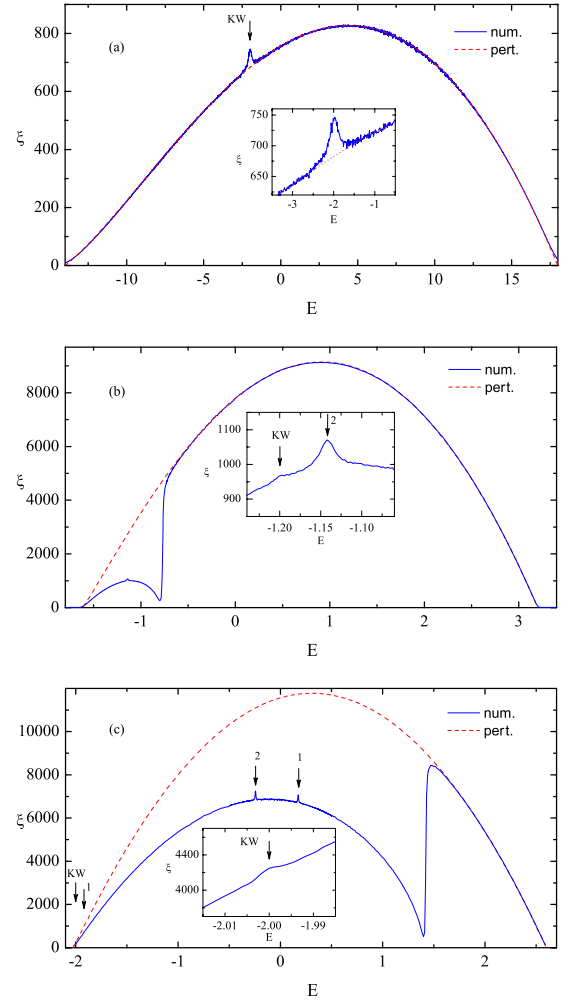 KW
(a)
num.
pert.
800
600
400
200
0
ξ
750
700
650
ξ
-3 -2 -1
E
-10 -5 0 5 10 15
E
(b)
num.
pert.
8000
6000
4000
2000
0
ξ
KW 2
1100
1000
900
ξ
-1.20 -1.15 -1.10
E
-1 0 1 2 3
E
(c)
num.
pert.
10000
8000
6000
4000
2000
0
ξ
2 1
KW
4400
4000
ξ
-2.01 -2.00 -1.99
E
KW
1
-2 -1 0 1 2
E